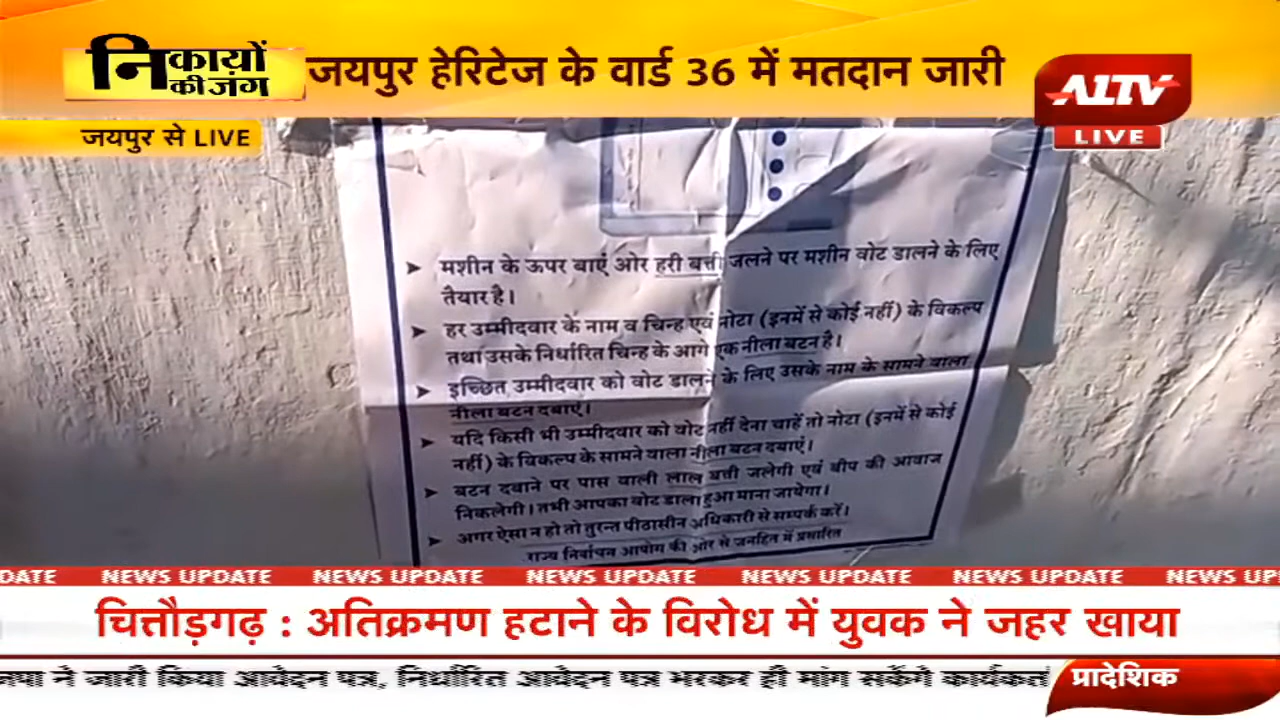 निकायों
की जंग
जयपुर हेरिटेज के वार्ड 36 में मतदान जारी
LIVE
जयपुर से LIVE
➤ मशीन के ऊपर बाएं ओर हरी बत्ती जलने पर मशीन वोट डालने के लिए
तैयार है।
➤ हर उम्मीदवार के नाम व चिन्ह एवं नोटा (इनमें से कोई नहीं) के विकल्प
तथा उसके निर्धारित चिन्ह के आगे एक नीला बटन है।
➤ इच्छित उम्मीदवार को वोट डालने के लिए उसके नाम के सामने वाला
नीला बटन दबाएं।
➤ यदि किसी भी उम्मीदवार को वोट नहीं देना चाहें तो नोटा (इनमें से कोई
नहीं) के विकल्प के सामने वाला नीला बटन दबाएं।
➤ बटन दबाने पर पास वाली लाल बत्ती जलेगी एवं बीप की आवाज
निकलेगी। तभी आपका वोट डाला हुआ माना जायेगा।
➤ अगर ऐसा न हो तो तुरन्त पीठासीन अधिकारी से सम्पर्क करें।
राज्य निर्वाचन आयोग की ओर से जनहित में प्रसारित
DATE NEWS UPDATE NEWS UPDATE NEWS UPDATE NEWS UPDATE NEWS UPDATE NEWS UP
चित्तौड़गढ़ : अतिक्रमण हटाने के विरोध में युवक ने जहर खाया
ने जारी किया आवेदन पत्र, निर्धारित आवेदन पत्र भरकर ही मांग सकेंगे
प्रादेशिक